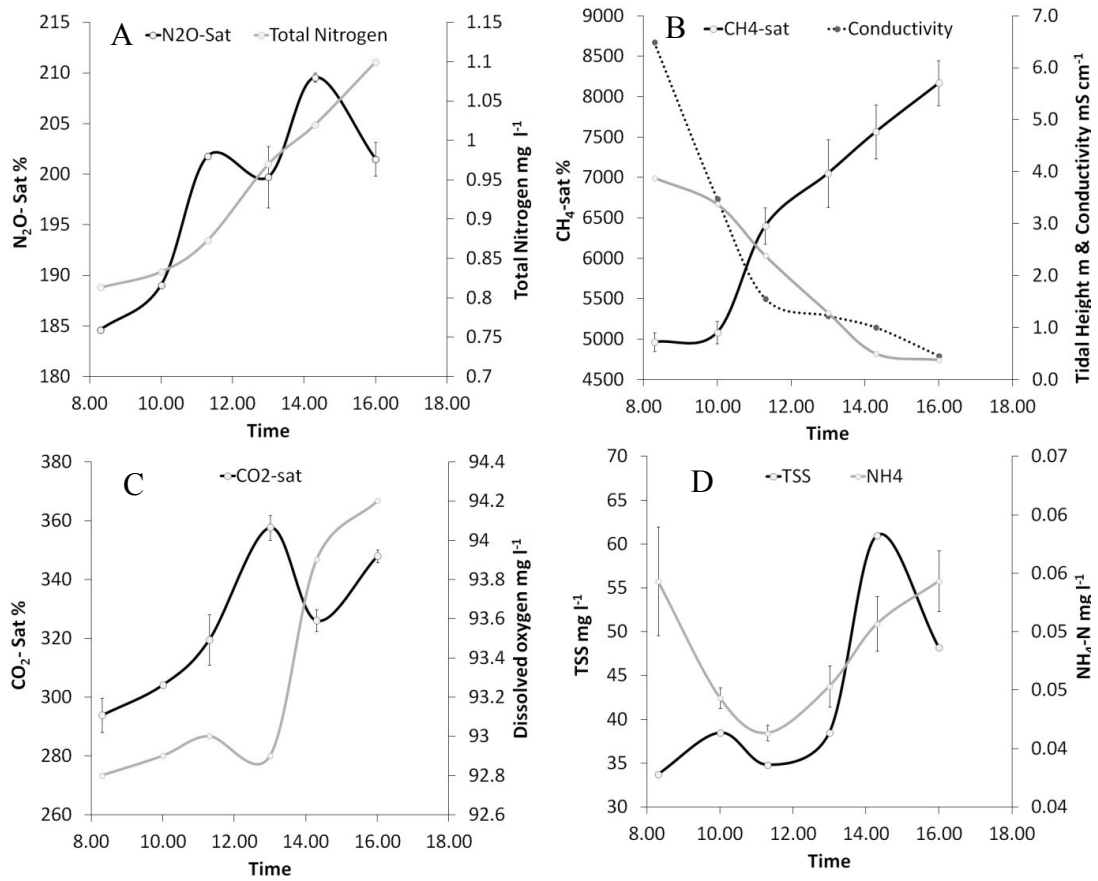 A
N2O-Sat Total Nitrogen
N₂O- Sat %
215
210
205
200
195
190
185
180
Total Nitrogen mg l⁻¹
1.15
1.1
1.05
1
0.95
0.9
0.85
0.8
0.75
0.7
8.00 10.00 12.00 14.00 16.00 18.00
Time
B
CH4-sat Conductivity
CH₄-sat %
9000
8500
8000
7500
7000
6500
6000
5500
5000
4500
Tidal Height m & Conductivity mS cm⁻¹
7.0
6.0
5.0
4.0
3.0
2.0
1.0
0.0
8.00 10.00 12.00 14.00 16.00 18.00
Time
C
CO2-sat
CO₂- Sat %
380
360
340
320
300
280
260
Dissolved oxygen mg l⁻¹
94.4
94.2
94
93.8
93.6
93.4
93.2
93
92.8
92.6
8.00 10.00 12.00 14.00 16.00 18.00
Time
D
TSS NH4
TSS mg l⁻¹
70
65
60
55
50
45
40
35
30
NH₄-N mg l⁻¹
0.07
0.06
0.06
0.05
0.05
0.04
0.04
8.00 10.00 12.00 14.00 16.00 18.00
Time